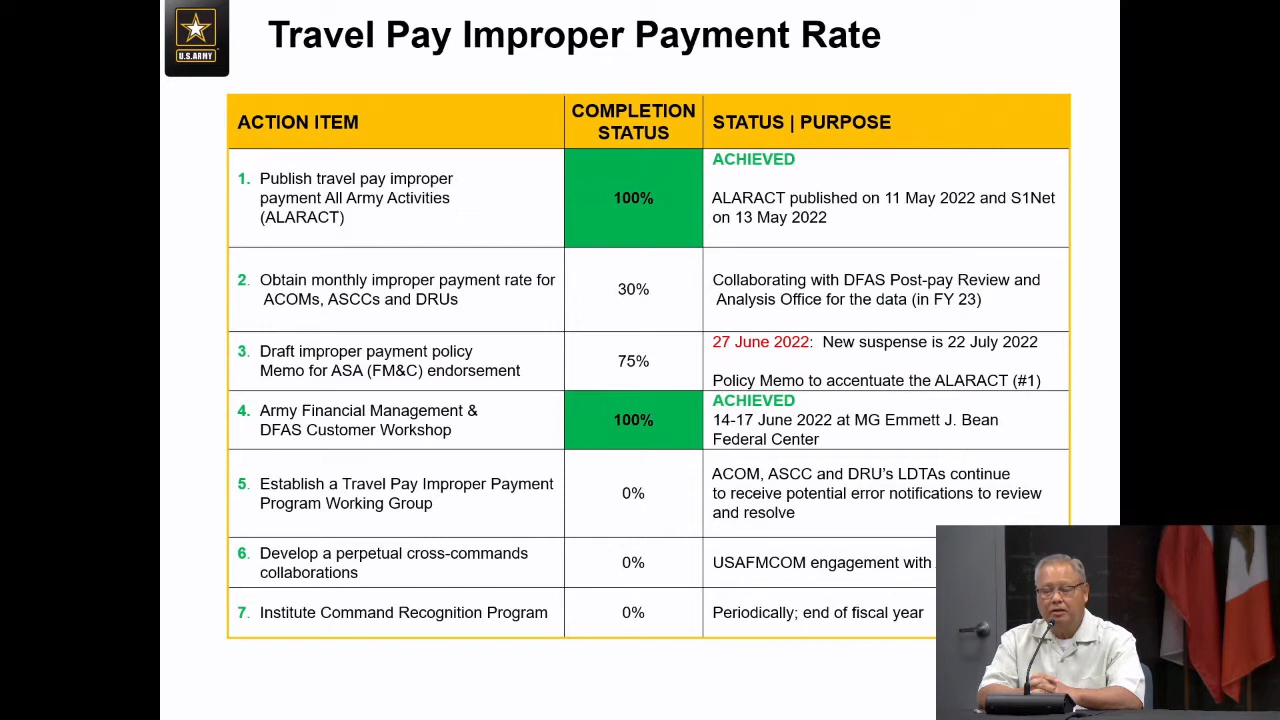 U.S.ARMY
Travel Pay Improper Payment Rate
ACTION ITEM
COMPLETION
STATUS
STATUS | PURPOSE
1. Publish travel pay improper
payment All Army Activities
(ALARACT)
100%
ACHIEVED
ALARACT published on 11 May 2022 and S1Net
on 13 May 2022
2. Obtain monthly improper payment rate for
ACOMs, ASCCs and DRUs
30%
Collaborating with DFAS Post-pay Review and
Analysis Office for the data (in FY 23)
3. Draft improper payment policy
Memo for ASA (FM&C) endorsement
75%
27 June 2022: New suspense is 22 July 2022
Policy Memo to accentuate the ALARACT (#1)
4. Army Financial Management &
DFAS Customer Workshop
100%
ACHIEVED
14-17 June 2022 at MG Emmett J. Bean
Federal Center
5. Establish a Travel Pay Improper Payment
Program Working Group
0%
ACOM, ASCC and DRU's LDTAs continue
to receive potential error notifications to review
and resolve
6. Develop a perpetual cross-commands
collaborations
0%
USAFMCOM engagement with
7. Institute Command Recognition Program
0%
Periodically; end of fiscal year